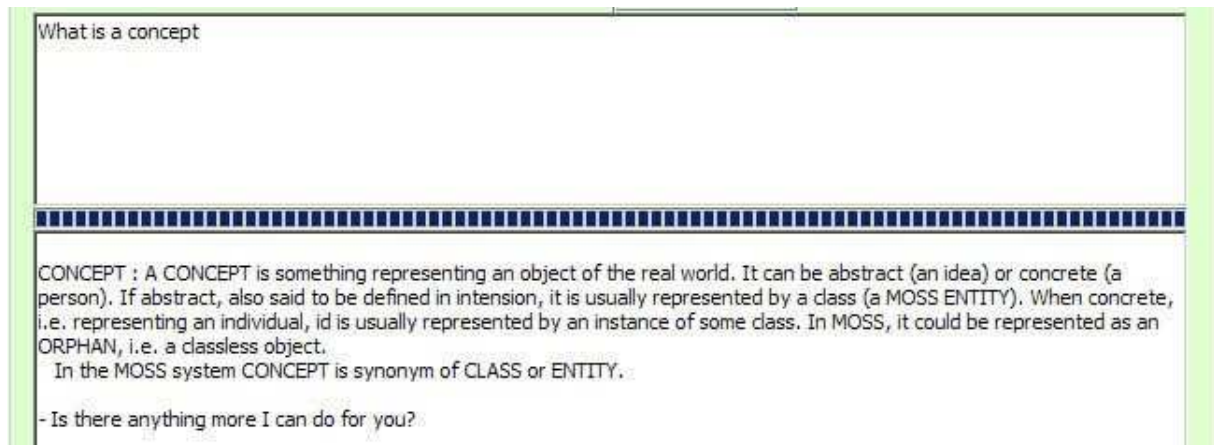 What is a concept
CONCEPT : A CONCEPT is something representing an object of the real world. It can be abstract (an idea) or concrete (a
person). If abstract, also said to be defined in intension, it is usually represented by a class (a MOSS ENTITY). When concrete,
i.e. representing an individual, id is usually represented by an instance of some class. In MOSS, it could be represented as an
ORPHAN, i.e. a classless object.
In the MOSS system CONCEPT is synonym of CLASS or ENTITY.
- Is there anything more I can do for you?